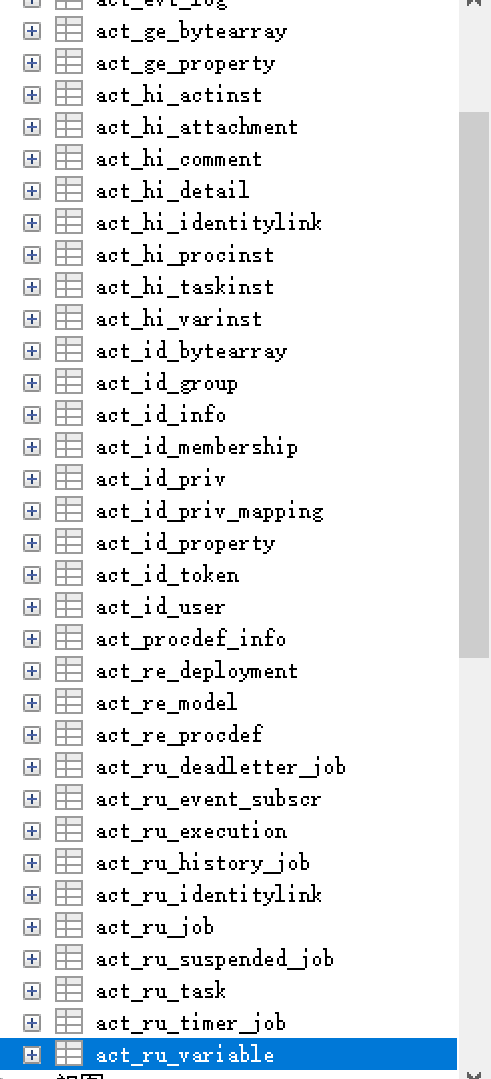 act_evt_log
act_ge_bytearray
act_ge_property
act_hi_actinst
act_hi_attachment
act_hi_comment
act_hi_detail
act_hi_identitylink
act_hi_procinst
act_hi_taskinst
act_hi_varinst
act_id_bytearray
act_id_group
act_id_info
act_id_membership
act_id_priv
act_id_priv_mapping
act_id_property
act_id_token
act_id_user
act_procdef_info
act_re_deployment
act_re_model
act_re_procdef
act_ru_deadletter_job
act_ru_event_subscr
act_ru_execution
act_ru_history_job
act_ru_identitylink
act_ru_job
act_ru_suspended_job
act_ru_task
act_ru_timer_job
act_ru_variable